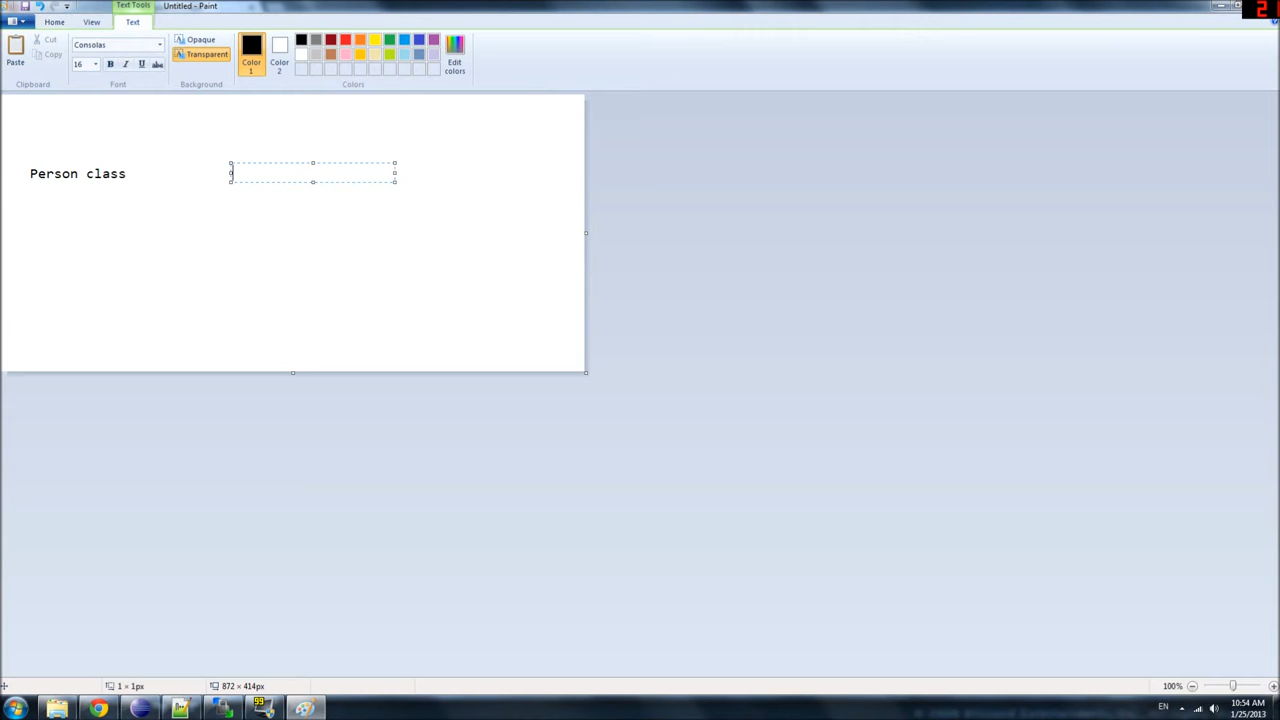 Text Tools
Untitled - Paint
Home
View
Text
Paste
Cut
Copy
Clipboard
Consolas
16
B
I
U
abc
Font
Opaque
Transparent
Background
Color
1
Color
2
Edit
colors
Colors
2
Person class
1 × 1px
872 × 414px
100%
99
EN
10:54 AM
1/25/2013